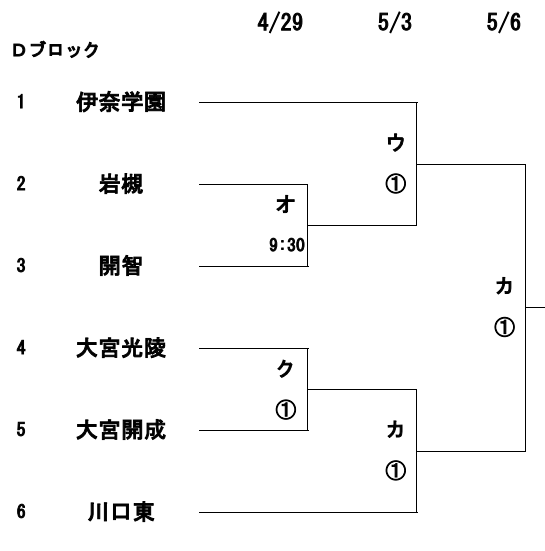 4/29 5/3 5/6
Dブロック
1 伊奈学園
ウ
2 岩槻 ①
オ
9:30
3 開智
カ
4 大宮光陵 ①
ク
①
5 大宮開成 カ
①
6 川口東